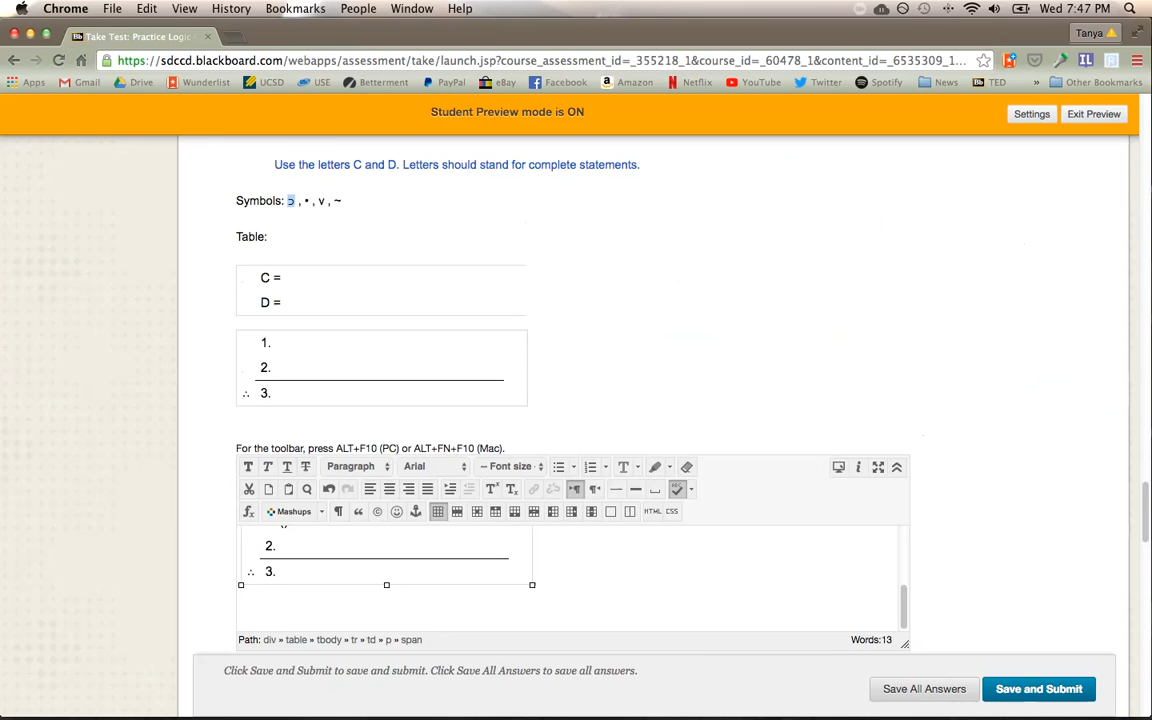 Chrome File Edit View History Bookmarks People Window Help Wed 7:47 PM
Take Test: Practice Logic Tanya
https://sdccd.blackboard.com/webapps/assessment/take/launch.jsp?course_assessment_id=_355218_1&course_id=_60478_1&content_id=_6535309_1...
Apps Gmail Drive Wunderlist UCSD USE Betterment PayPal eBay Facebook Amazon Netflix YouTube Twitter Spotify News TED » Other Bookmarks
Student Preview mode is ON Settings Exit Preview
Use the letters C and D. Letters should stand for complete statements.
Symbols: ⊃ , • , v , ~
Table:
C =
D =
1.
2.
∴ 3.
For the toolbar, press ALT+F10 (PC) or ALT+FN+F10 (Mac).
T T T T Paragraph Arial -- Font size
Mashups HTML CSS
2.
∴ 3.
Path: div » table » tbody » tr » td » p » span Words:13
Click Save and Submit to save and submit. Click Save All Answers to save all answers.
Save All Answers Save and Submit